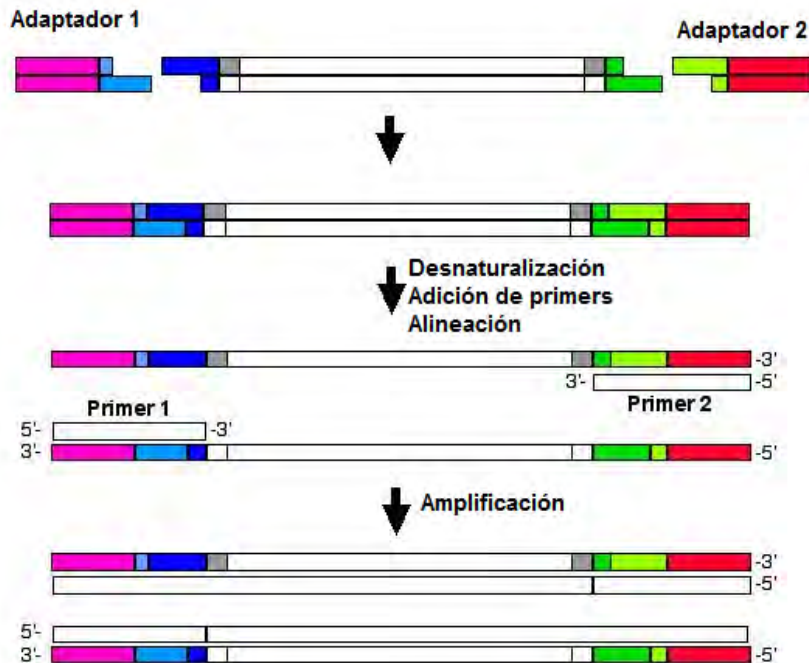 Adaptador 1
Adaptador 2
Desnaturalización
Adición de primers
Alineación
-3'
3'-
-5'
Primer 1
Primer 2
5'-
-3'
3'-
-5'
Amplificación
-3'
-5'
5'-
3'-
-5'